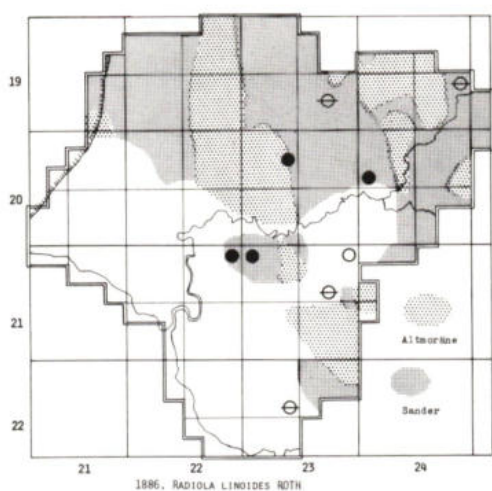 19
20
21
22
Altmoräne
Sander
21 22 23 24
1886. RADIOLA LINOIDES ROTH